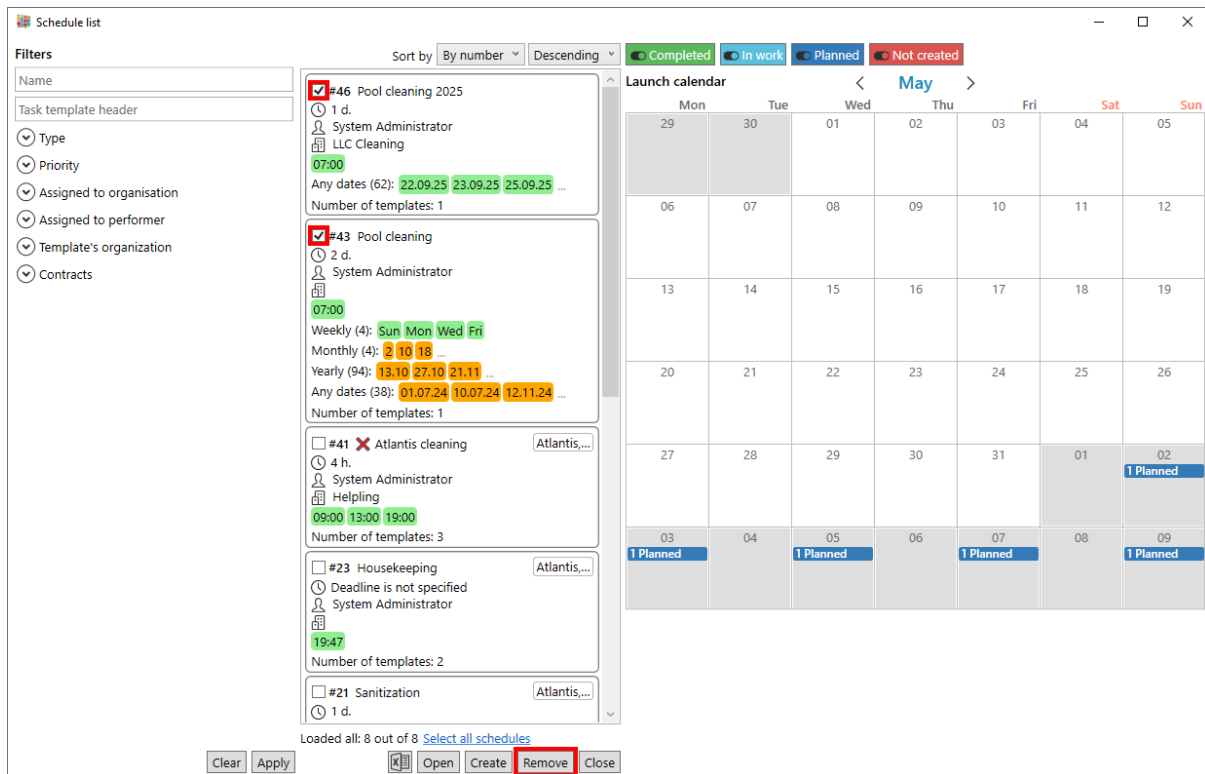 Schedule list
Filters
Name
Task template header
Type
Priority
Assigned to organisation
Assigned to performer
Template's organization
Contracts
Clear Apply
Sort by By number Descending
#46 Pool cleaning 2025
1 d.
System Administrator
LLC Cleaning
07:00
Any dates (62): 22.09.25 23.09.25 25.09.25 ...
Number of templates: 1
#43 Pool cleaning
2 d.
System Administrator
07:00
Weekly (4): Sun Mon Wed Fri
Monthly (4): 2 10 18 ...
Yearly (94): 13.10 27.10 21.11 ...
Any dates (38): 01.07.24 10.07.24 12.11.24 ...
Number of templates: 1
#41 Atlantis cleaning Atlantis,...
4 h.
System Administrator
Helpling
09:00 13:00 19:00
Number of templates: 3
#23 Housekeeping Atlantis,...
Deadline is not specified
System Administrator
19:47
Number of templates: 2
#21 Sanitization Atlantis,...
1 d.
Loaded all: 8 out of 8 Select all schedules
Open Create Remove Close
Completed In work Planned Not created
Launch calendar May
Mon Tue Wed Thu Fri Sat Sun
29 30 01 02 03 04 05
06 07 08 09 10 11 12
13 14 15 16 17 18 19
20 21 22 23 24 25 26
27 28 29 30 31 01 02
1 Planned
03 04 05 06 07 08 09
1 Planned 1 Planned 1 Planned 1 Planned